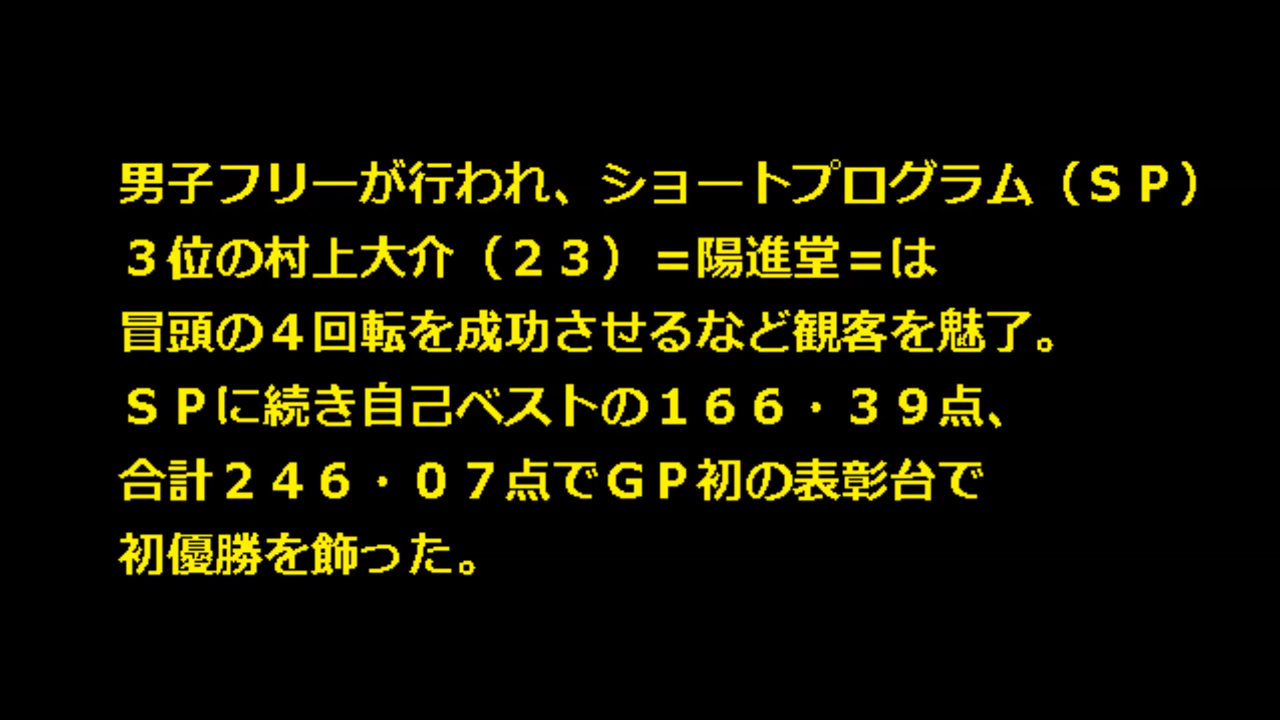 男子フリーが行われ、ショートプログラム（ＳＰ）
３位の村上大介（２３）＝陽進堂＝は
冒頭の４回転を成功させるなど観客を魅了。
ＳＰに続き自己ベストの１６６・３９点、
合計２４６・０７点でＧＰ初の表彰台で
初優勝を飾った。